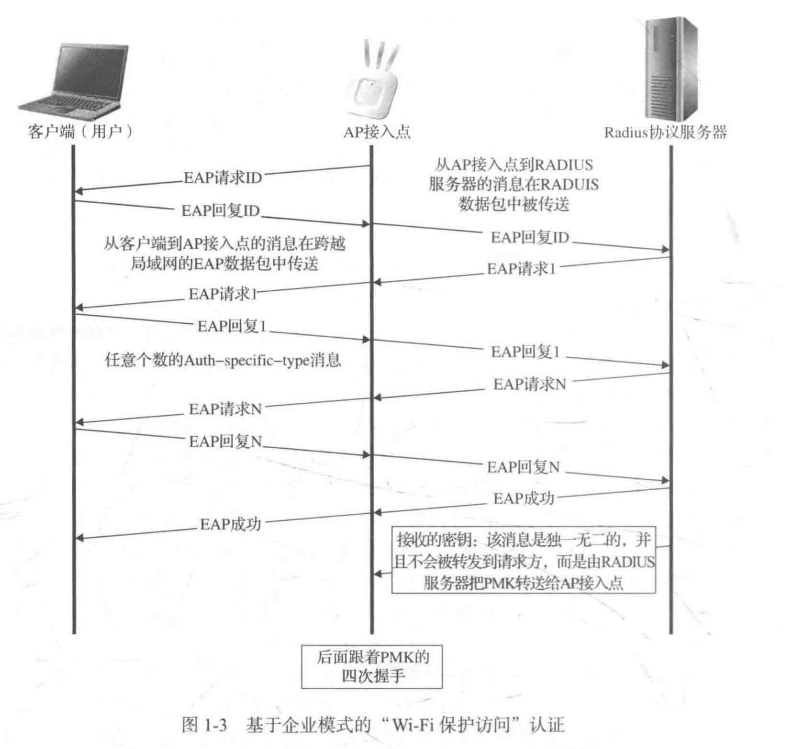 客户端（用户）
AP接入点
Radius协议服务器
EAP请求ID
从AP接入点到RADIUS
服务器的消息在RADUIS
数据包中被传送
EAP回复ID
EAP回复ID
从客户端到AP接入点的消息在跨越
局域网的EAP数据包中传送
EAP请求1
EAP请求1
EAP回复1
EAP回复1
任意个数的Auth-specific-type消息
EAP请求N
EAP请求N
EAP回复N
EAP回复N
EAP成功
EAP成功
接收的密钥：该消息是独一无二的，并
且不会被转发到请求方，而是由RADIUS
服务器把PMK转送给AP接入点
后面跟着PMK的
四次握手
图 1-3 基于企业模式的“Wi-Fi 保护访问”认证